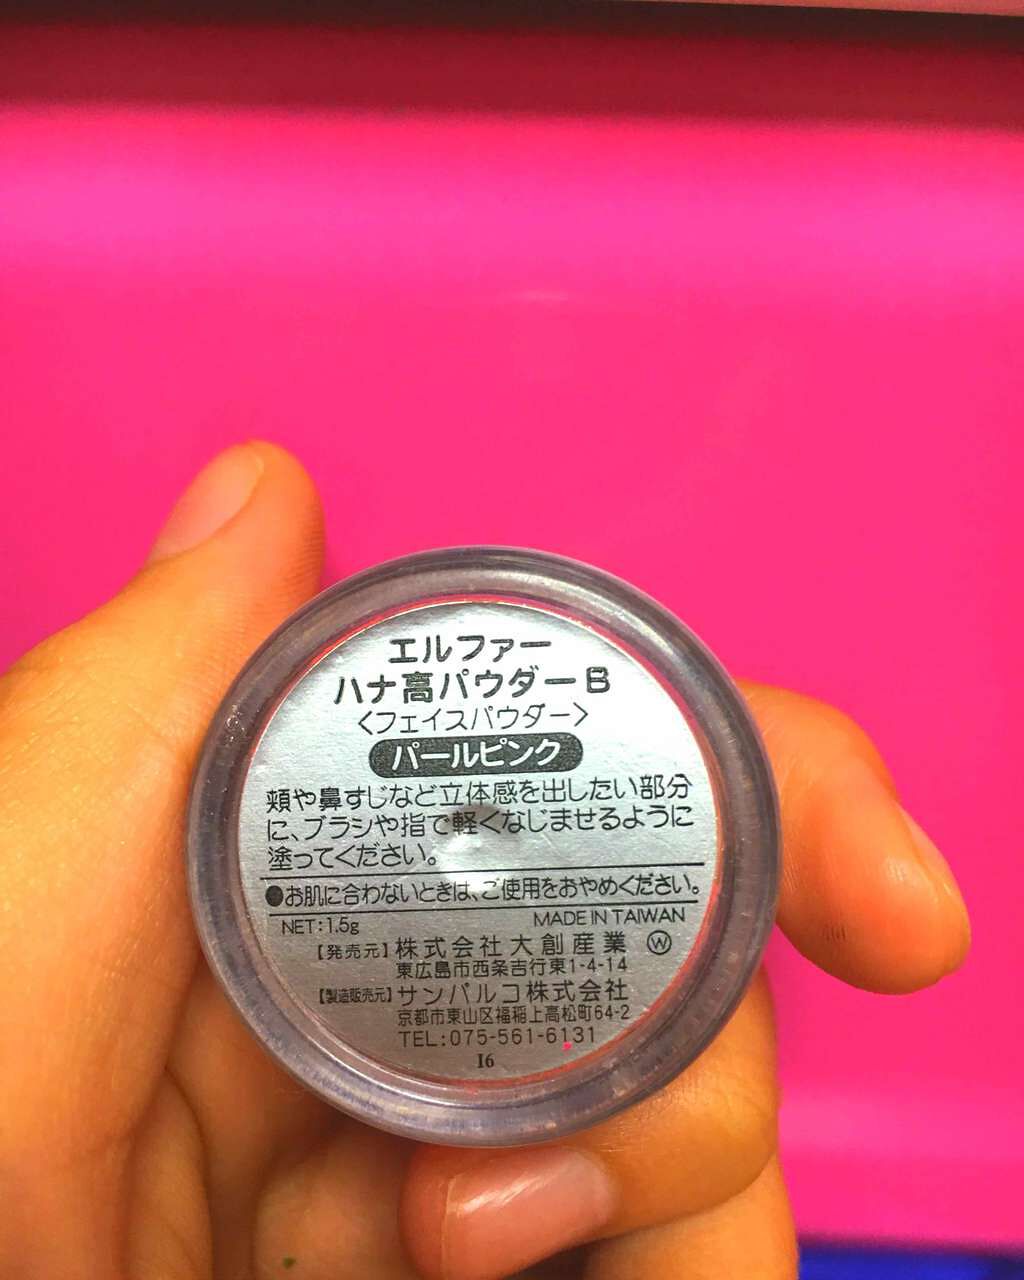 エルファー
ハナ高パウダーB
〈フェイスパウダー〉
パールピンク
頬や鼻すじなど立体感を出したい部分
に、ブラシや指で軽くなじませるように
塗ってください。
●お肌に合わないときは、ご使用をおやめください。
NET:1.5g MADE IN TAIWAN
【発売元】株式会社大創産業 Ⓦ
東広島市西条吉行東1-4-14
【製造販売元】サンパルコ株式会社
京都市東山区福稲上高松町64-2
TEL:075-561-6131
I6